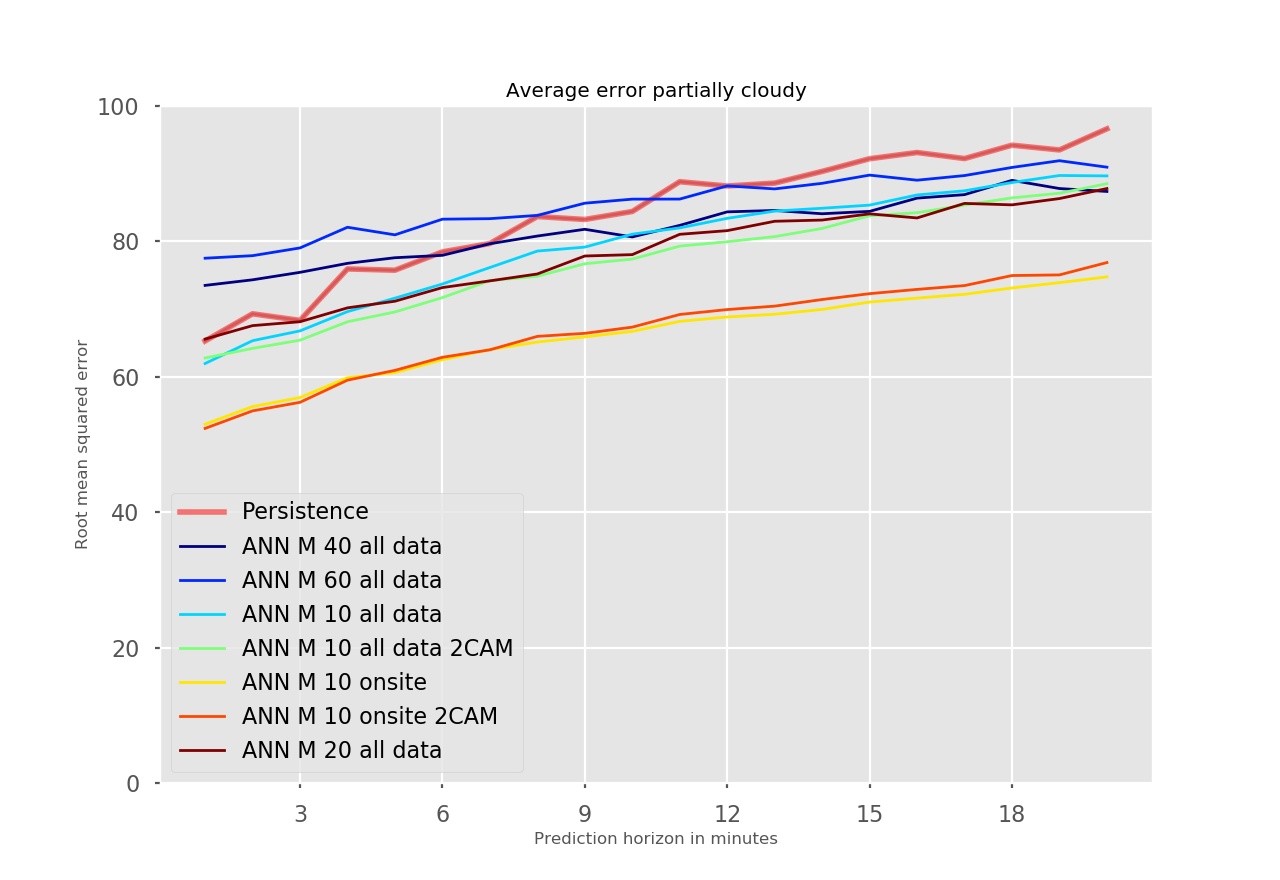 Average error partially cloudy
100
80
60
40
20
0
Root mean squared error
Persistence
ANN M 40 all data
ANN M 60 all data
ANN M 10 all data
ANN M 10 all data 2CAM
ANN M 10 onsite
ANN M 10 onsite 2CAM
ANN M 20 all data
3 6 9 12 15 18
Prediction horizon in minutes